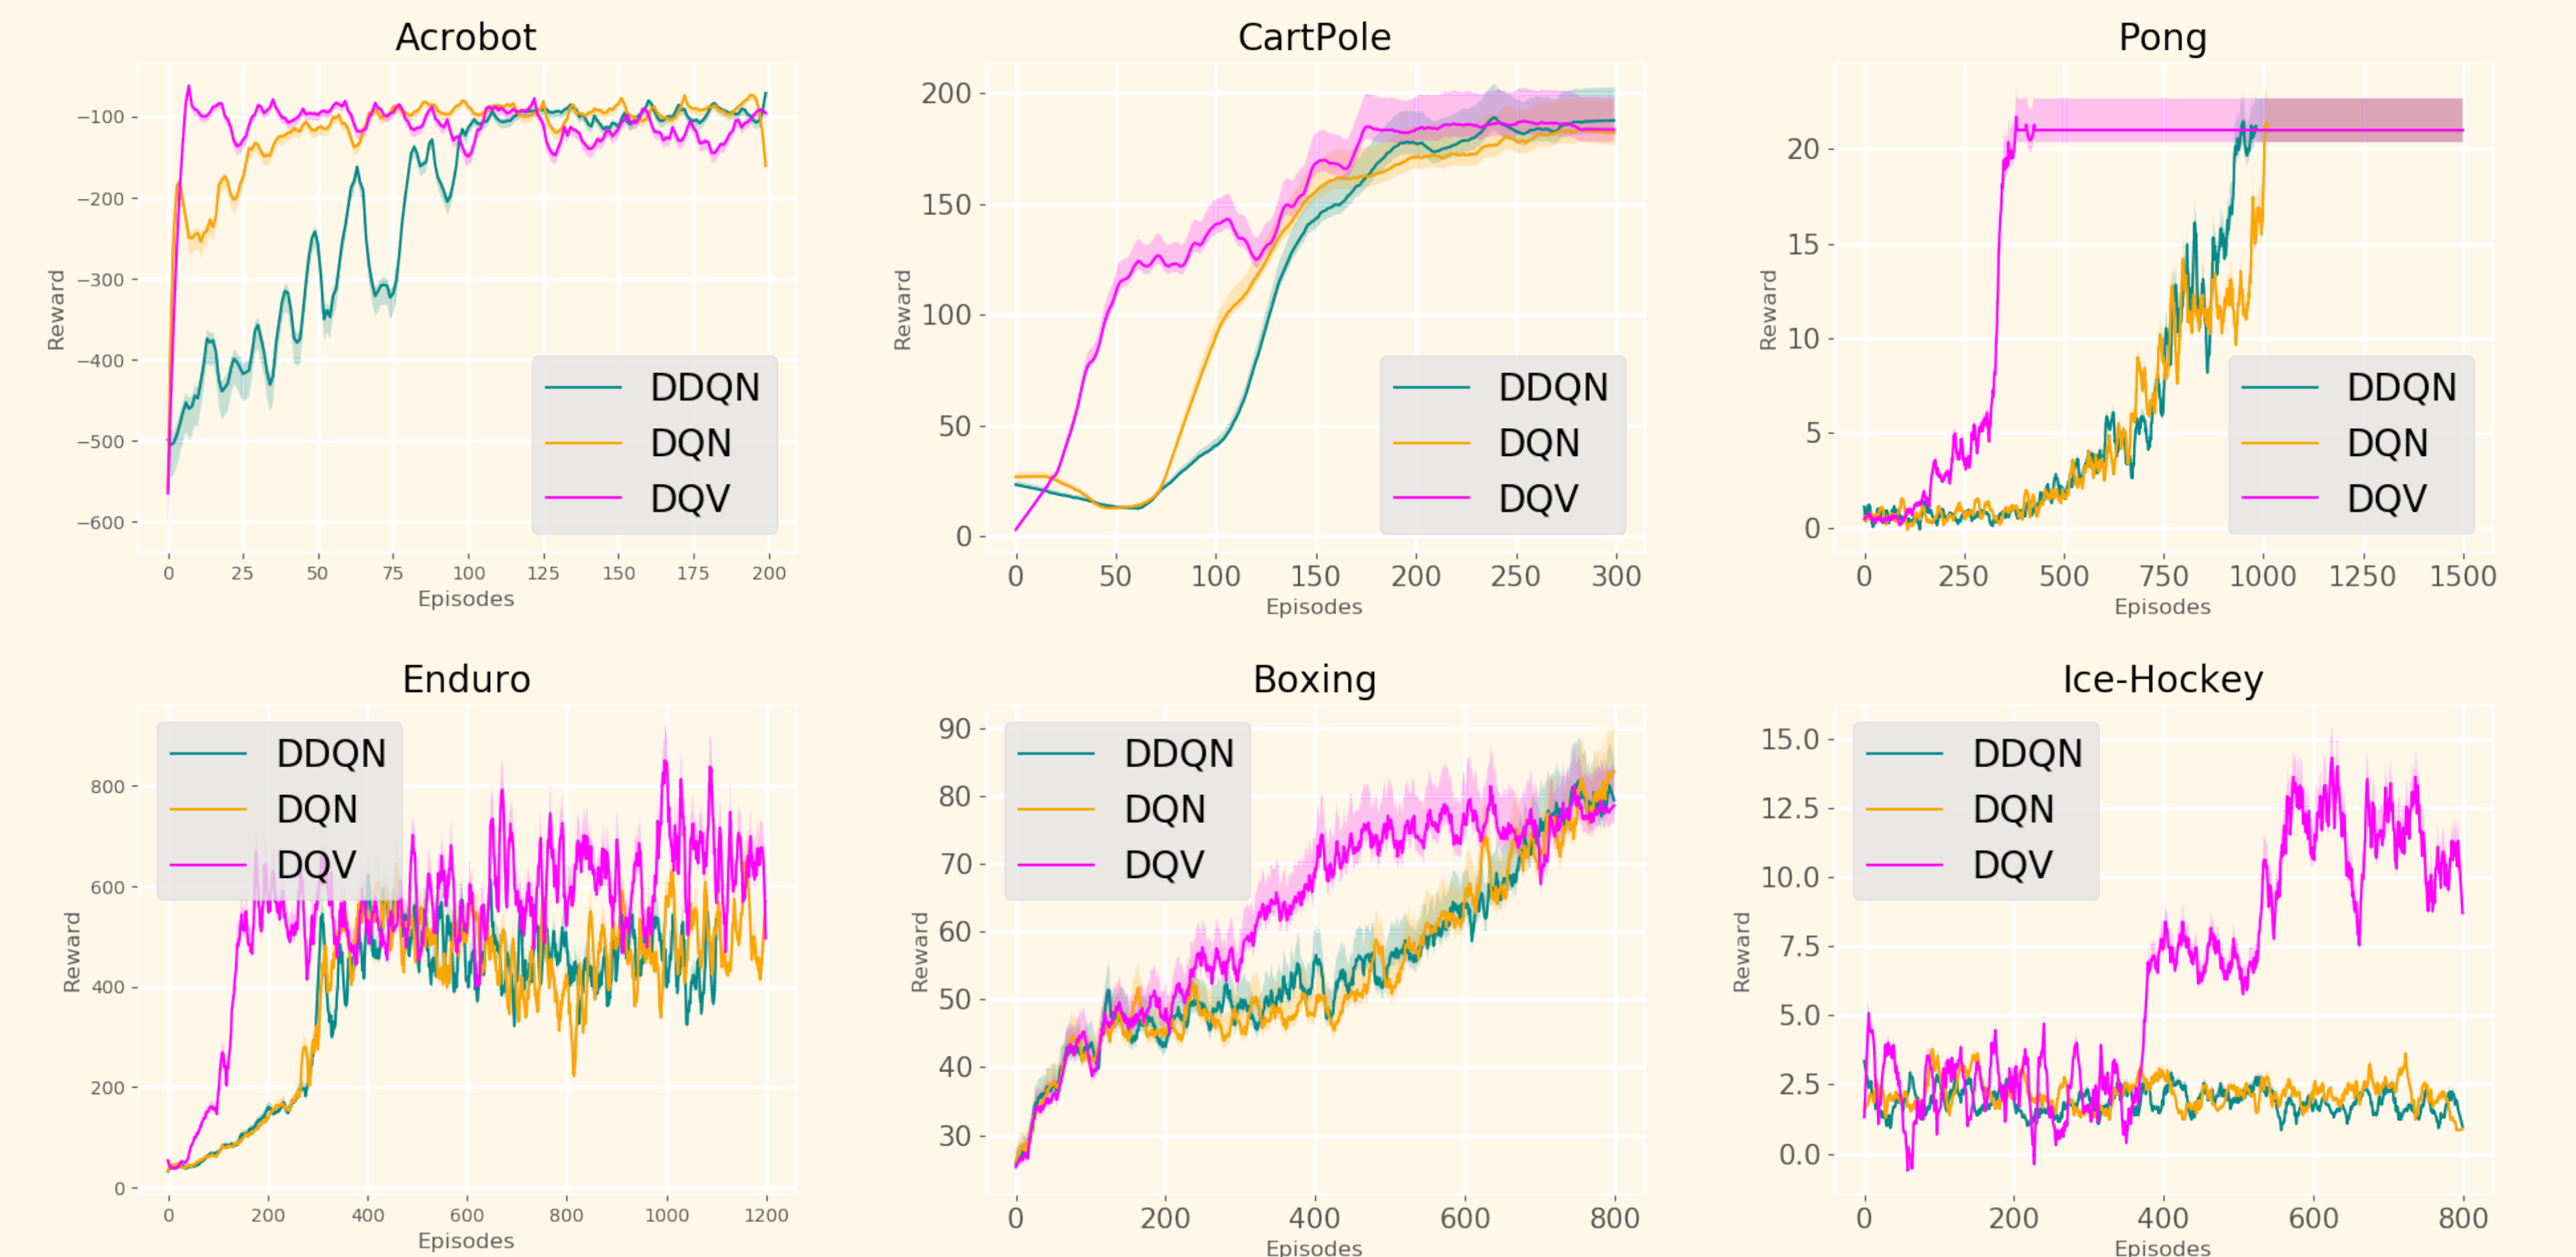 Acrobot
Reward
−100
−200
−300
−400
−500
−600
DDQN
DQN
DQV
0 25 50 75 100 125 150 175 200
Episodes
CartPole
Reward
200
150
100
50
0
DDQN
DQN
DQV
0 50 100 150 200 250 300
Episodes
Pong
Reward
20
15
10
5
0
DDQN
DQN
DQV
0 250 500 750 1000 1250 1500
Episodes
Enduro
Reward
800
600
400
200
0
DDQN
DQN
DQV
0 200 400 600 800 1000 1200
Episodes
Boxing
Reward
90
80
70
60
50
40
30
DDQN
DQN
DQV
0 200 400 600 800
Episodes
Ice-Hockey
Reward
15.0
12.5
10.0
7.5
5.0
2.5
0.0
DDQN
DQN
DQV
0 200 400 600 800
Episodes